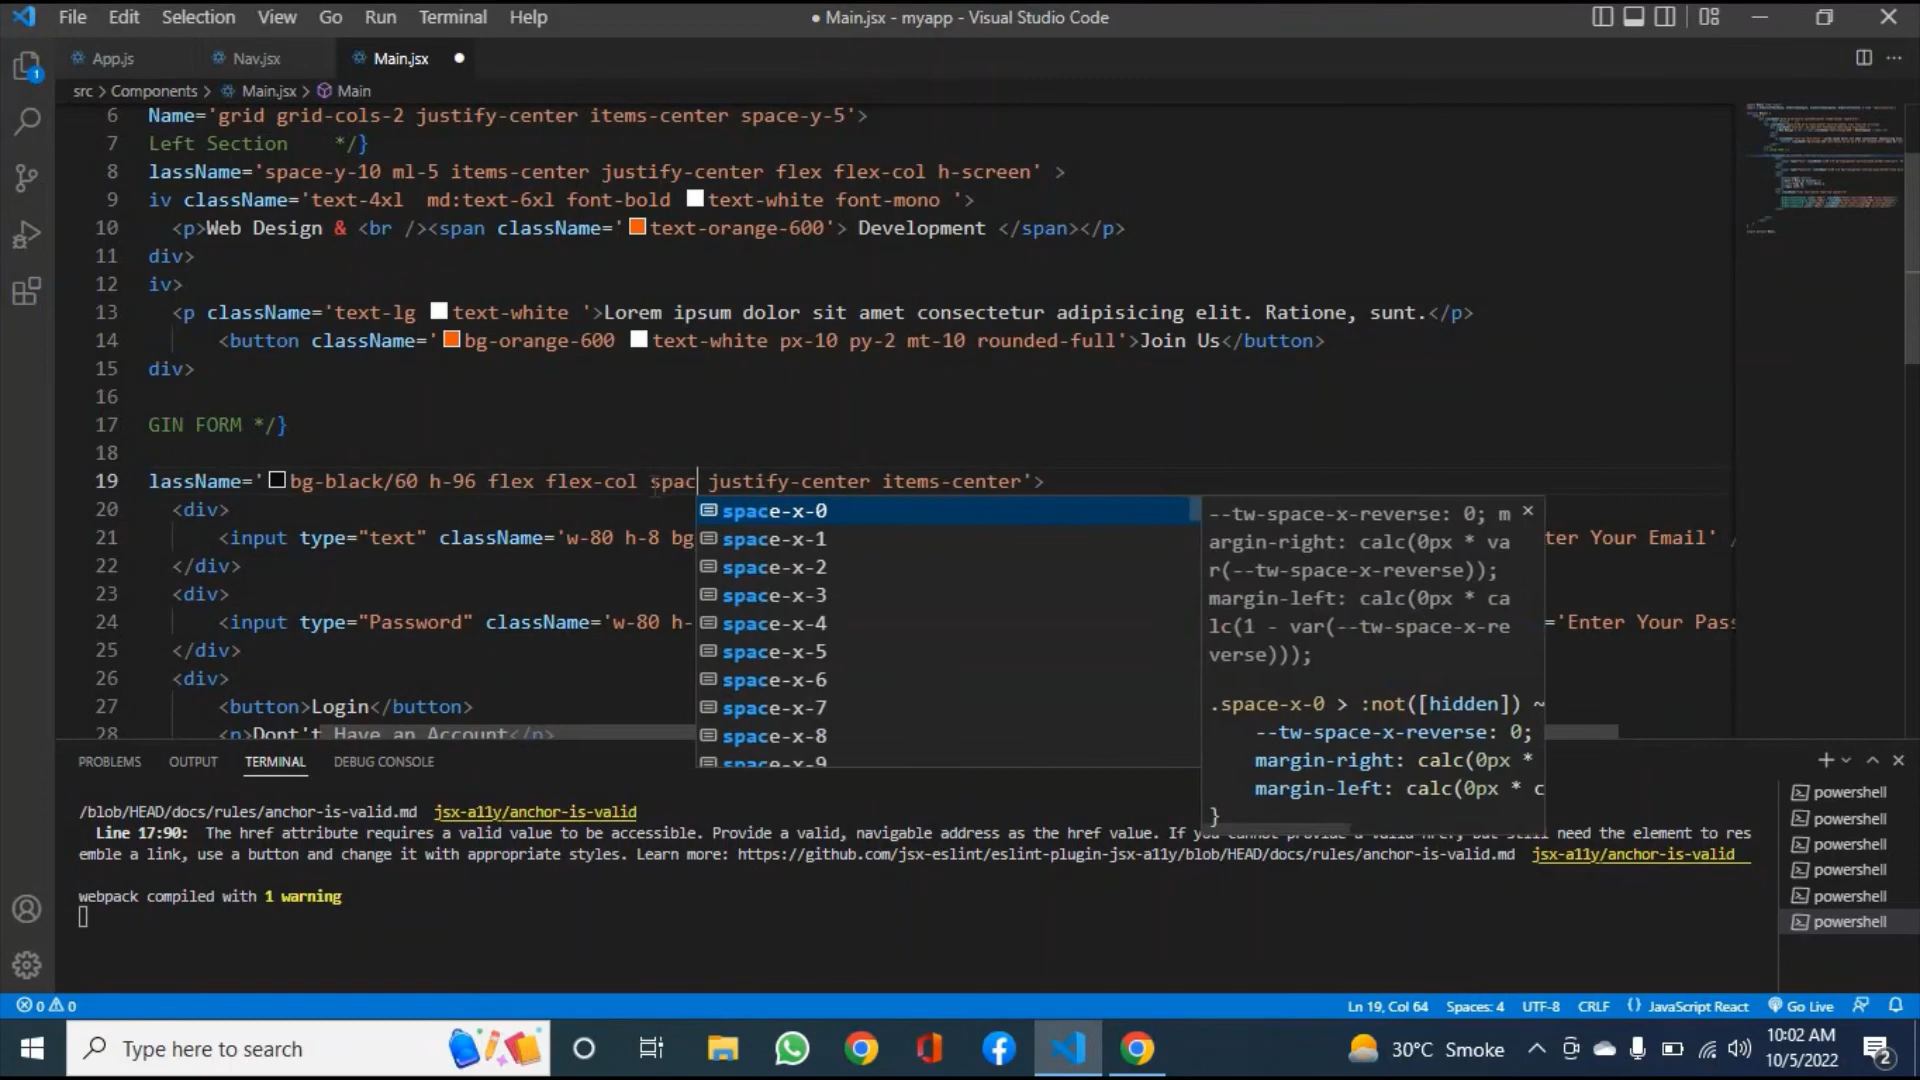 File Edit Selection View Go Run Terminal Help
● Main.jsx - myapp - Visual Studio Code
App.js Nav.jsx Main.jsx ●
src > Components > Main.jsx > Main
6 Name='grid grid-cols-2 justify-center items-center space-y-5'>
7 Left Section */}
8 lassName='space-y-10 ml-5 items-center justify-center flex flex-col h-screen' >
9 iv className='text-4xl md:text-6xl font-bold text-white font-mono '>
10 <p>Web Design & <br /><span className='text-orange-600'> Development </span></p>
11 div>
12 iv>
13 <p className='text-lg text-white '>Lorem ipsum dolor sit amet consectetur adipisicing elit. Ratione, sunt.</p>
14 <button className='bg-orange-600 text-white px-10 py-2 mt-10 rounded-full'>Join Us</button>
15 div>
16
17 GIN FORM */}
18
19 lassName='bg-black/60 h-96 flex flex-col spac justify-center items-center'>
20 <div>
21 <input type="text" className='w-80 h-8 bg ter Your Email' /
22 </div>
23 <div>
24 <input type="Password" className='w-80 h- ='Enter Your Pas
25 </div>
26 <div>
27 <button>Login</button>
28 <p>Dont't Have an Account</p>
space-x-0
space-x-1
space-x-2
space-x-3
space-x-4
space-x-5
space-x-6
space-x-7
space-x-8
space-x-9
--tw-space-x-reverse: 0; m
argin-right: calc(0px * va
r(--tw-space-x-reverse));
margin-left: calc(0px * ca
lc(1 - var(--tw-space-x-re
verse)));
.space-x-0 > :not([hidden]) ~
--tw-space-x-reverse: 0;
margin-right: calc(0px *
margin-left: calc(0px * c
}
PROBLEMS OUTPUT TERMINAL DEBUG CONSOLE
/blob/HEAD/docs/rules/anchor-is-valid.md jsx-a11y/anchor-is-valid
Line 17:90: The href attribute requires a valid value to be accessible. Provide a valid, navigable address as the href value. If you cannot provide a valid href, but still need the element to res
emble a link, use a button and change it with appropriate styles. Learn more: https://github.com/jsx-eslint/eslint-plugin-jsx-a11y/blob/HEAD/docs/rules/anchor-is-valid.md jsx-a11y/anchor-is-valid
webpack compiled with 1 warning
powershell
powershell
powershell
powershell
powershell
powershell
0 0 Ln 19, Col 64 Spaces: 4 UTF-8 CRLF {} JavaScript React Go Live
Type here to search
30°C Smoke
10:02 AM
10/5/2022
2
1